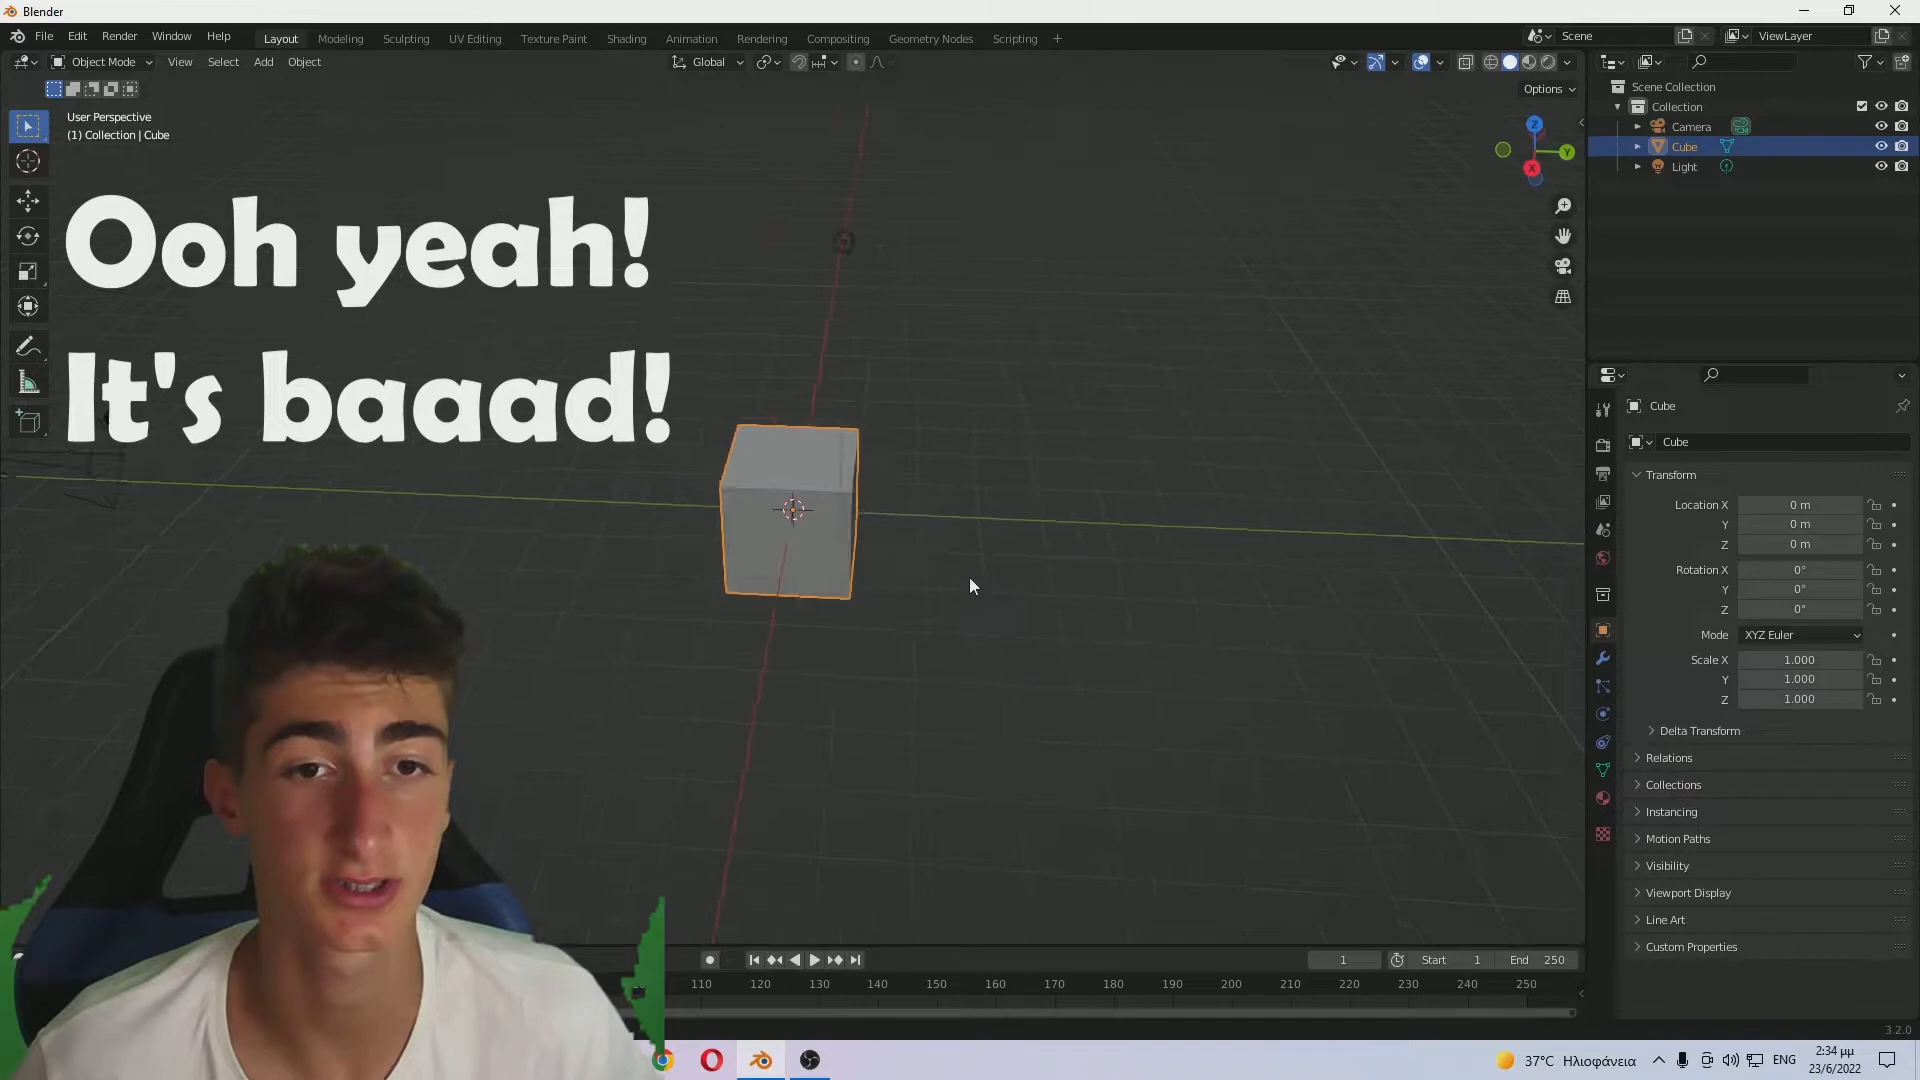 Blender
File Edit Render Window Help Layout Modeling Sculpting UV Editing Texture Paint Shading Animation Rendering Compositing Geometry Nodes Scripting + Scene ViewLayer
Object Mode View Select Add Object Global
Options
User Perspective
(1) Collection | Cube
Ooh yeah!
It's baaad!
Z
Y
X
Scene Collection
Collection
Camera
Cube
Light
Cube
Cube
Transform
Location X 0 m
Y 0 m
Z 0 m
Rotation X 0°
Y 0°
Z 0°
Mode XYZ Euler
Scale X 1.000
Y 1.000
Z 1.000
Delta Transform
Relations
Collections
Instancing
Motion Paths
Visibility
Viewport Display
Line Art
Custom Properties
1 Start 1 End 250
110 120 130 140 150 160 170 180 190 200 210 220 230 240 250
3.2.0
37°C Ηλιοφάνεια ENG 2:34 μμ
23/6/2022